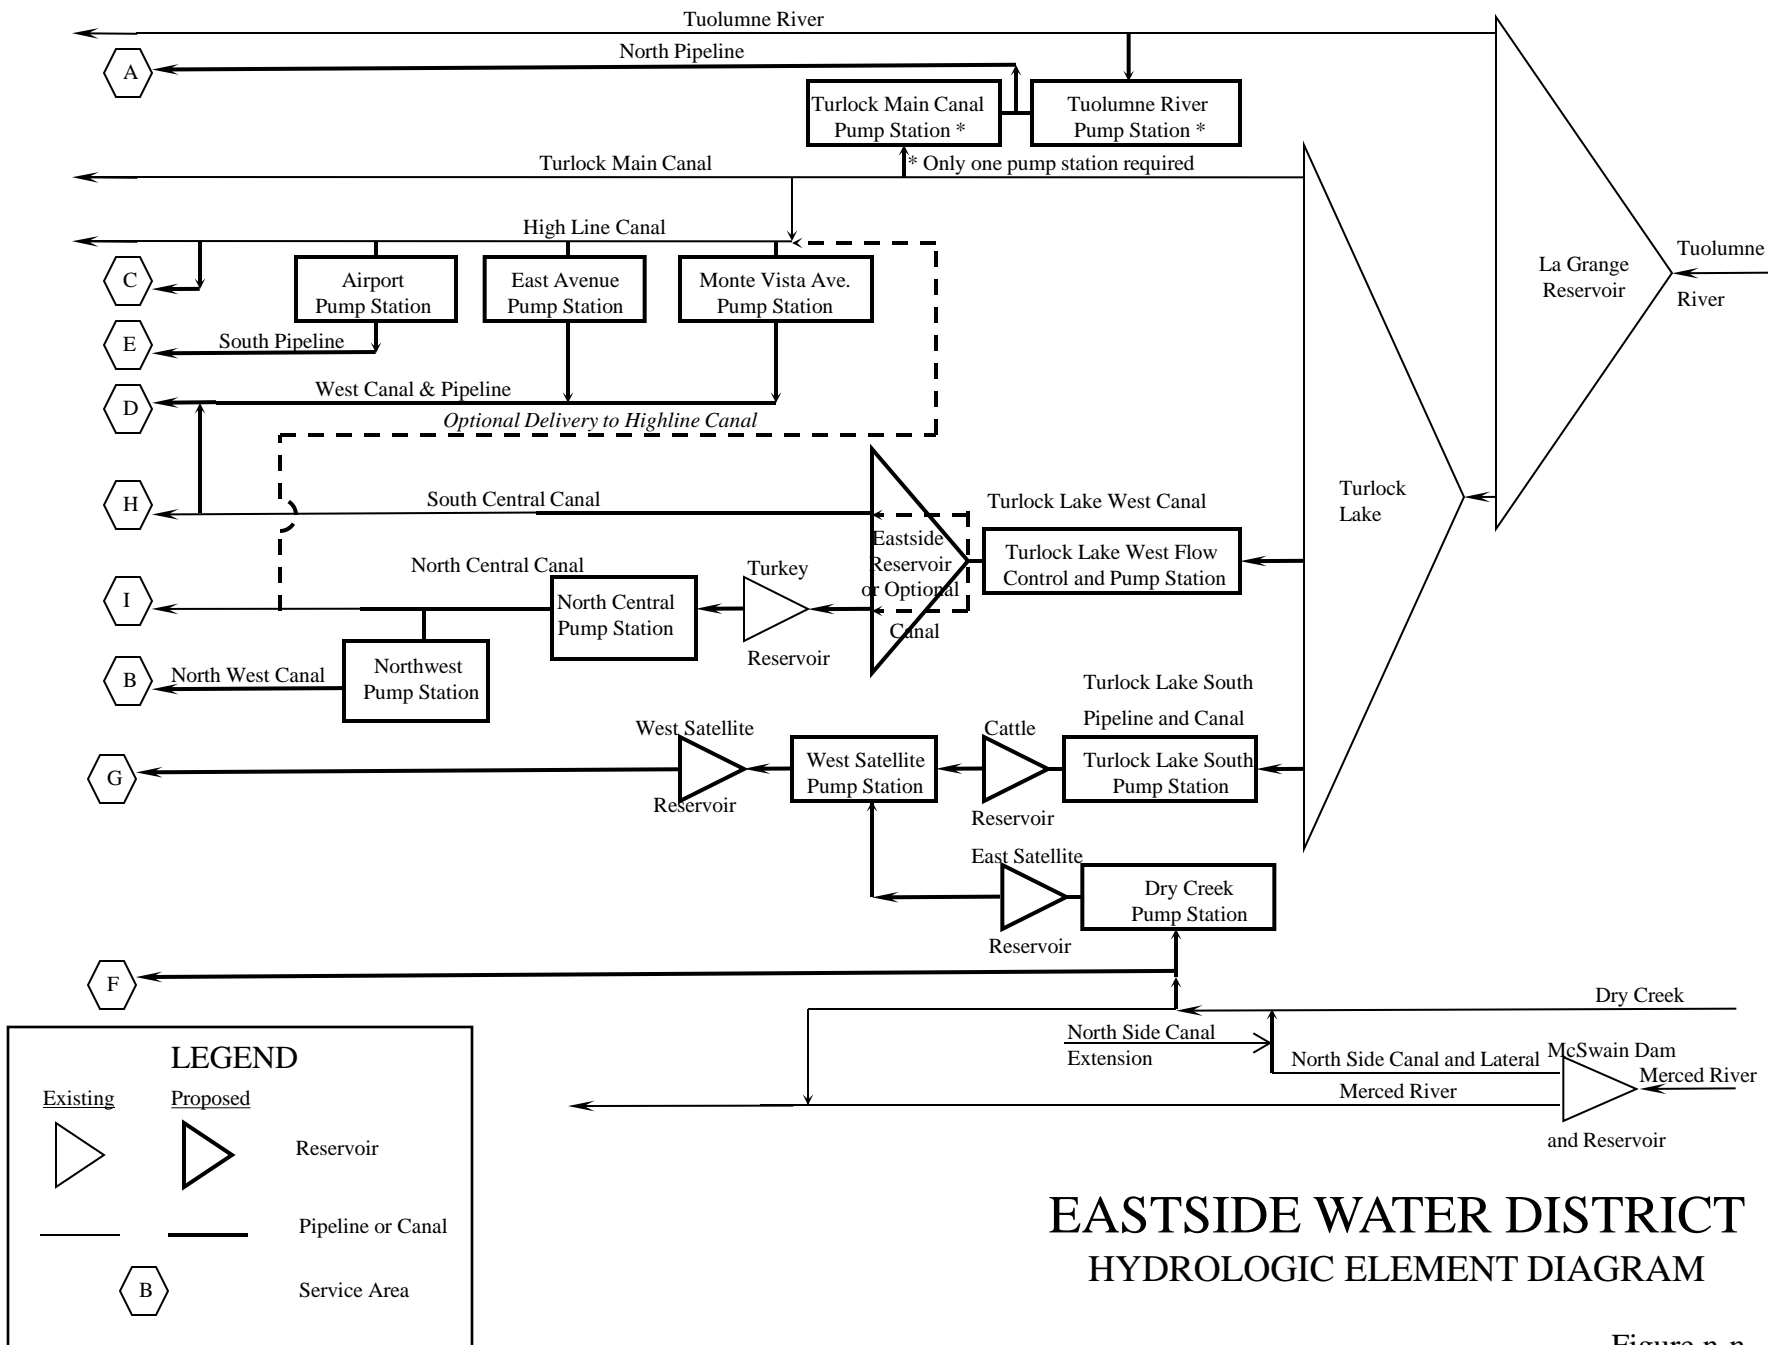 Tuolumne River
North Pipeline
A
Turlock Main Canal
Pump Station *
Tuolumne River
Pump Station *
Turlock Main Canal
* Only one pump station required
High Line Canal
C
Airport
Pump Station
East Avenue
Pump Station
Monte Vista Ave.
Pump Station
La Grange
Reservoir
Tuolumne
River
E
South Pipeline
D
West Canal & Pipeline
Optional Delivery to Highline Canal
H
South Central Canal
Turlock Lake West Canal
Turlock
Lake
Eastside
Reservoir
or Optional
Canal
Turlock Lake West Flow
Control and Pump Station
I
North Central Canal
North Central
Pump Station
Turkey
Reservoir
B
North West Canal
Northwest
Pump Station
Turlock Lake South
Pipeline and Canal
G
West Satellite
Reservoir
West Satellite
Pump Station
Cattle
Reservoir
Turlock Lake South
Pump Station
East Satellite
Reservoir
Dry Creek
Pump Station
F
Dry Creek
North Side Canal
Extension
North Side Canal and Lateral
McSwain Dam
and Reservoir
Merced River
Merced River
LEGEND
Existing
Proposed
Reservoir
Pipeline or Canal
B
Service Area
EASTSIDE WATER DISTRICT
HYDROLOGIC ELEMENT DIAGRAM
Figure n-n